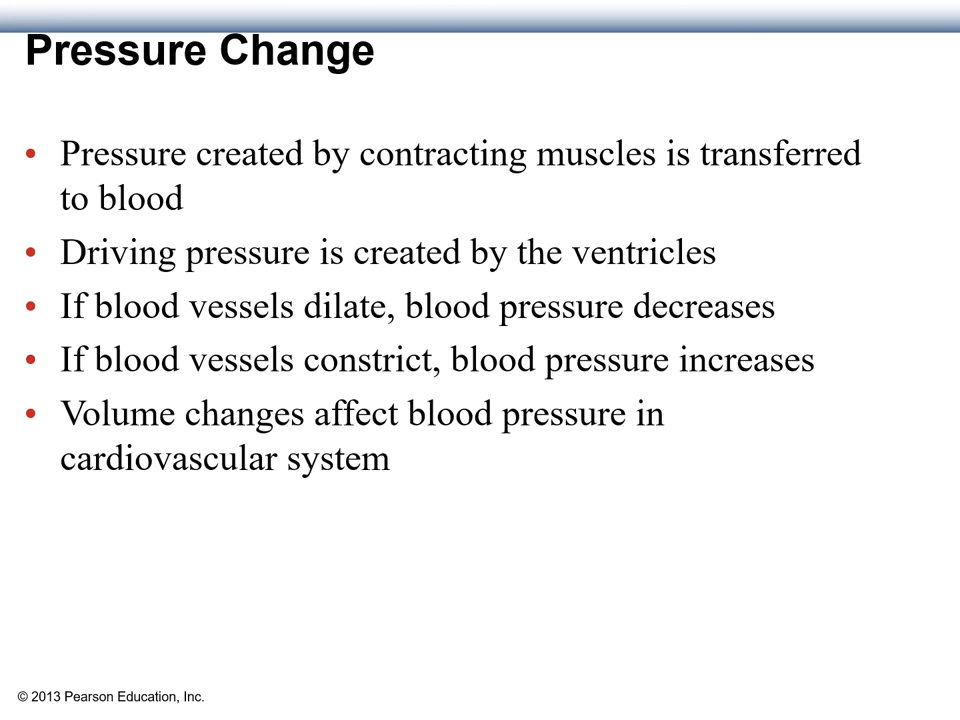 Pressure Change
• Pressure created by contracting muscles is transferred
to blood
• Driving pressure is created by the ventricles
• If blood vessels dilate, blood pressure decreases
• If blood vessels constrict, blood pressure increases
• Volume changes affect blood pressure in
cardiovascular system
© 2013 Pearson Education, Inc.